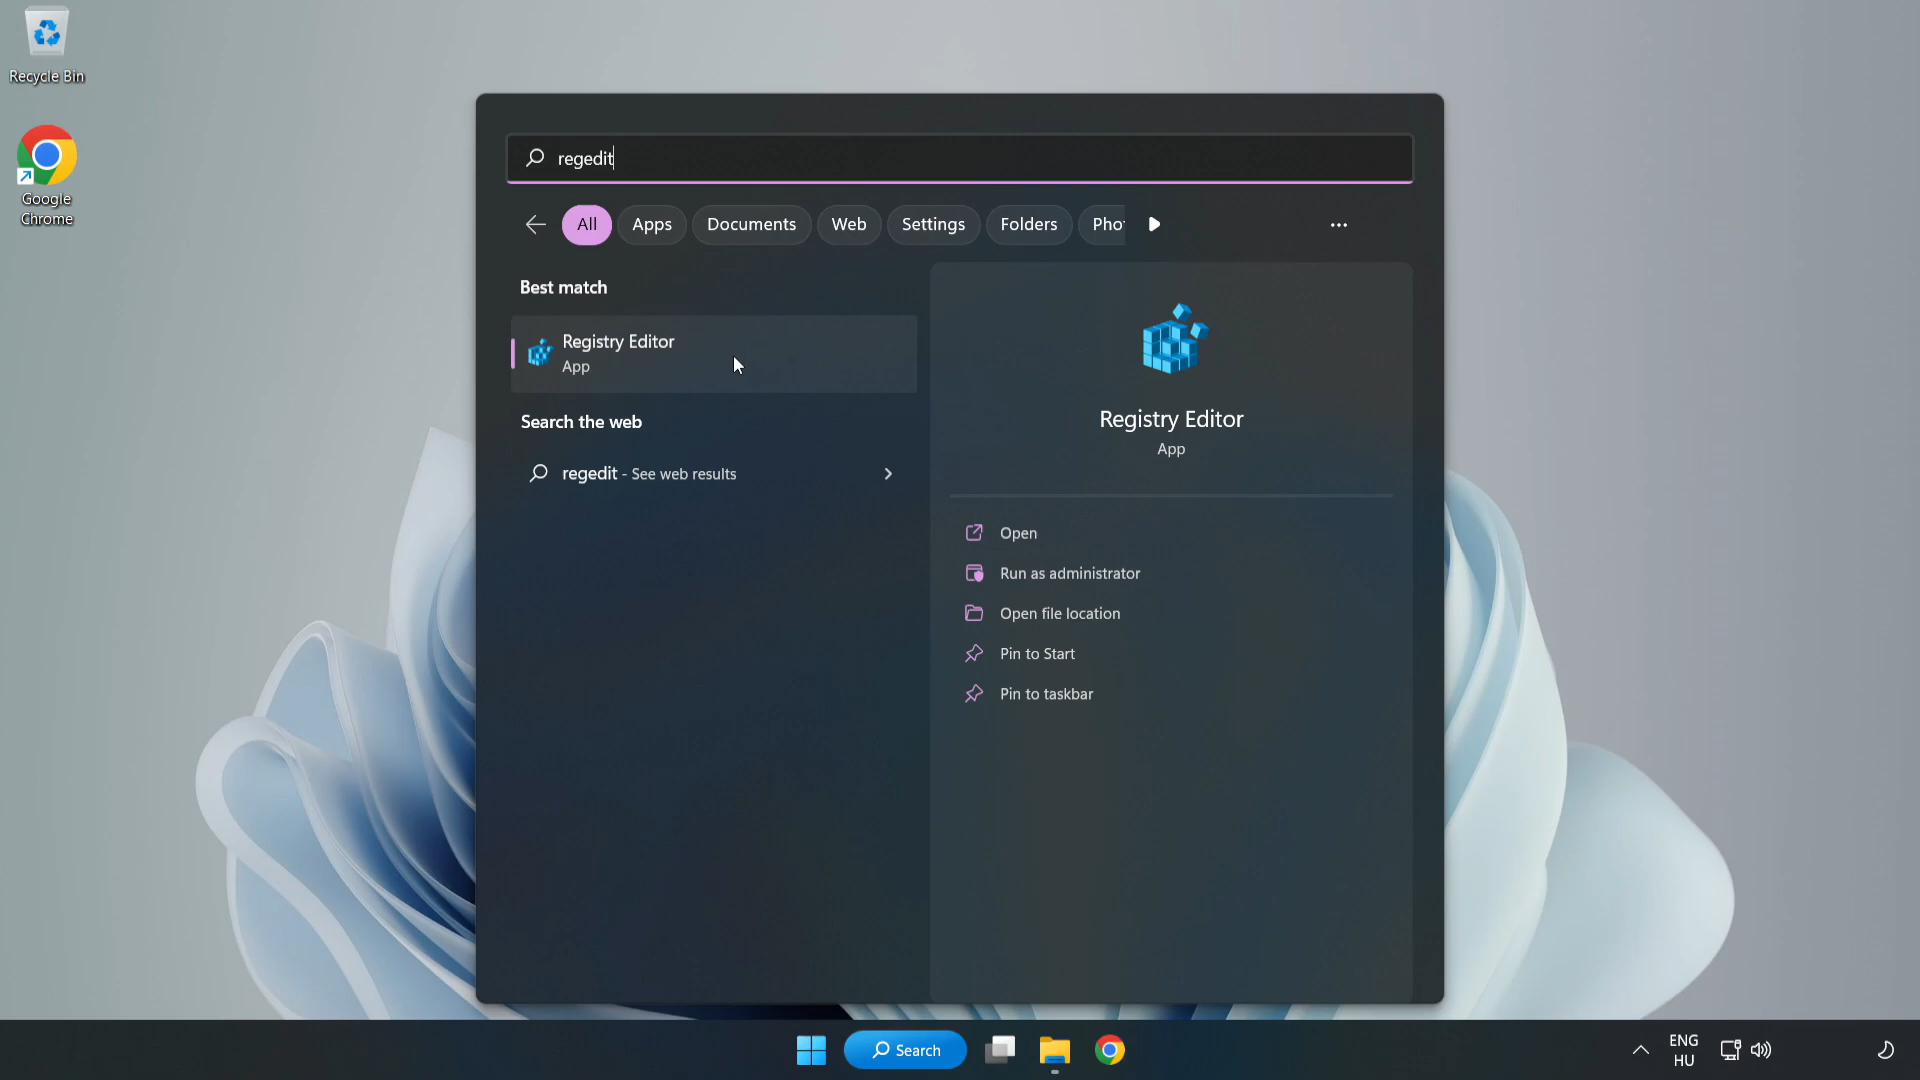 Recycle Bin
Google
Chrome
regedit
All
Apps
Documents
Web
Settings
Folders
Pho
Best match
Registry Editor
App
Search the web
regedit - See web results
Registry Editor
App
Open
Run as administrator
Open file location
Pin to Start
Pin to taskbar
Search
ENG
HU